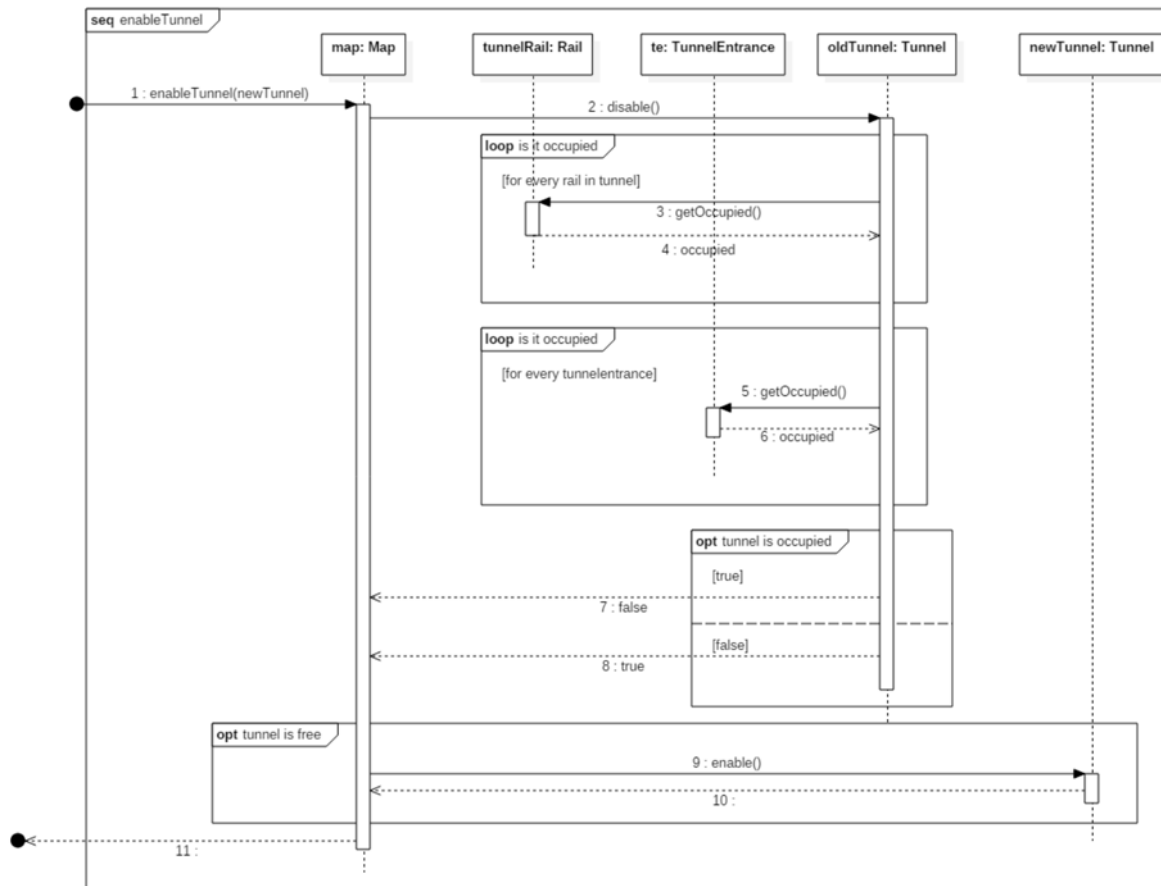 seq enableTunnel
map: Map
tunnelRail: Rail
te: TunnelEntrance
oldTunnel: Tunnel
newTunnel: Tunnel
1 : enableTunnel(newTunnel)
2 : disable()
loop is it occupied
[for every rail in tunnel]
3 : getOccupied()
4 : occupied
loop is it occupied
[for every tunnelentrance]
5 : getOccupied()
6 : occupied
opt tunnel is occupied
[true]
7 : false
[false]
8 : true
opt tunnel is free
9 : enable()
10 :
11 :